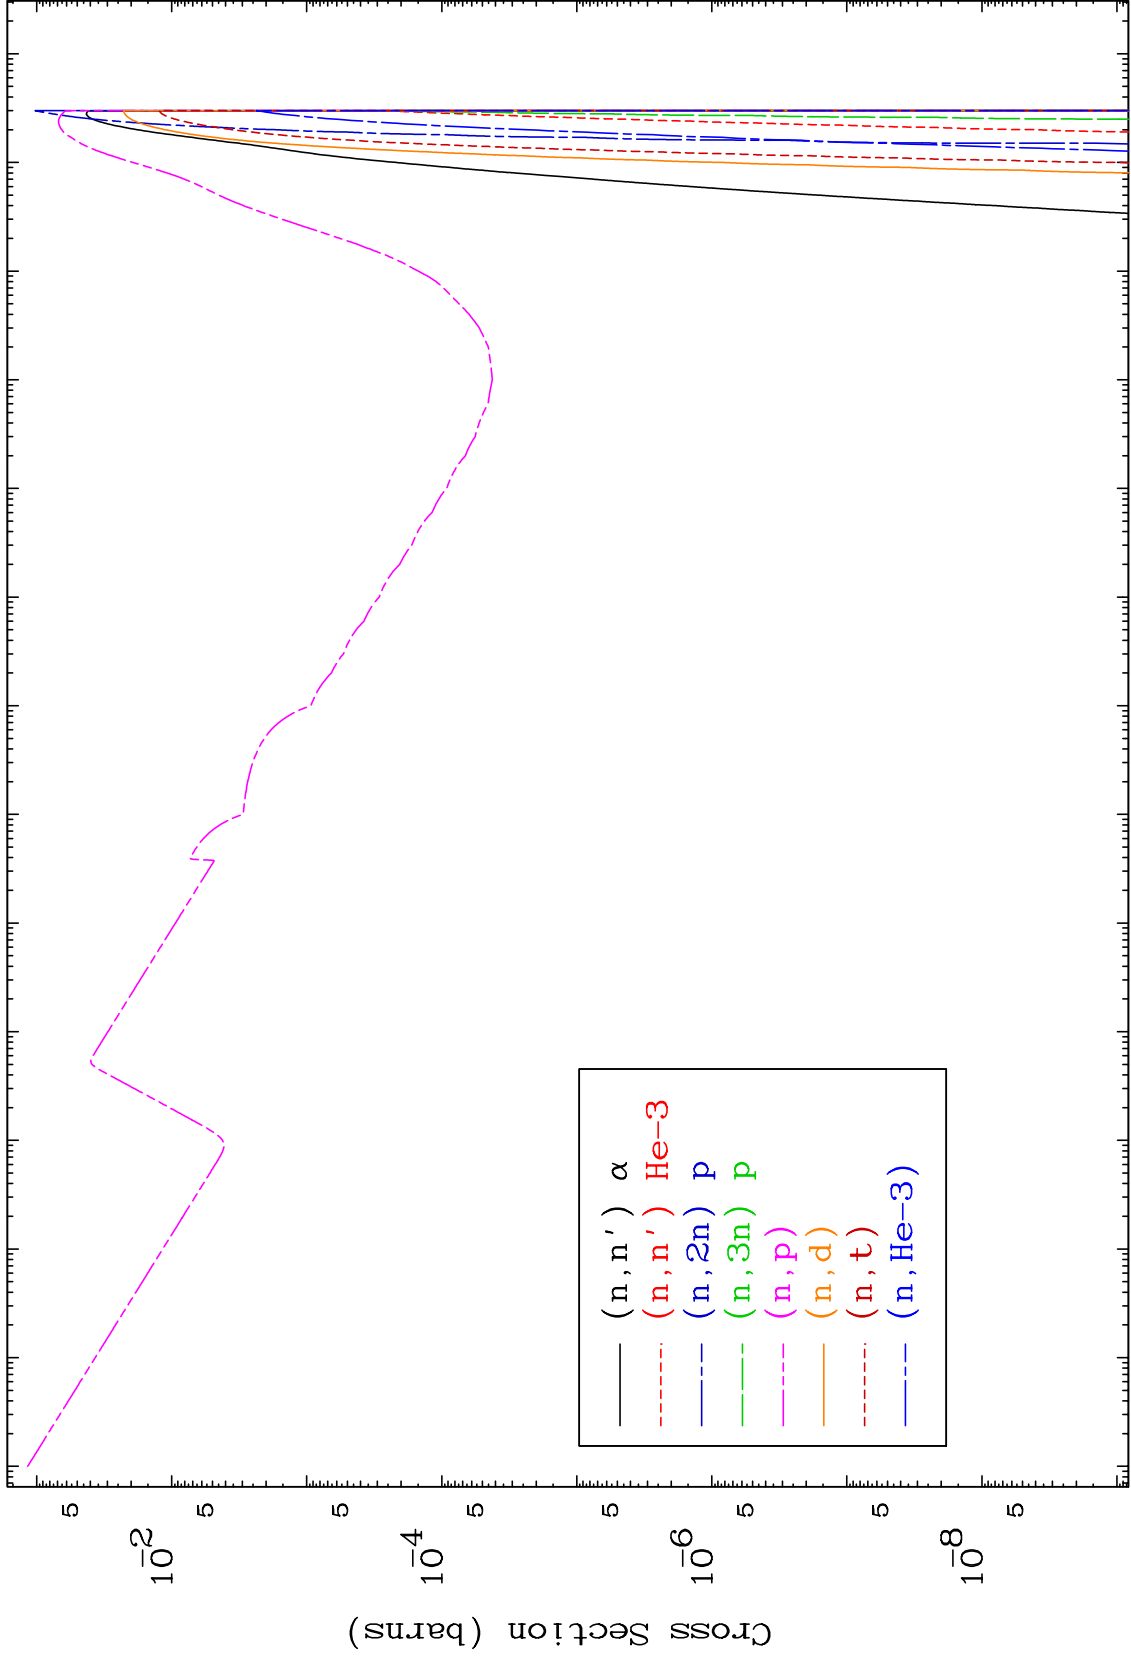 Cross Section (barns)
5
10-2
5
5
10-4
5
5
10-6
5
5
10-8
5
(n,n') α
(n,n') He-3
(n,2n) p
(n,3n) p
(n,p)
(n,d)
(n,t)
(n,He-3)